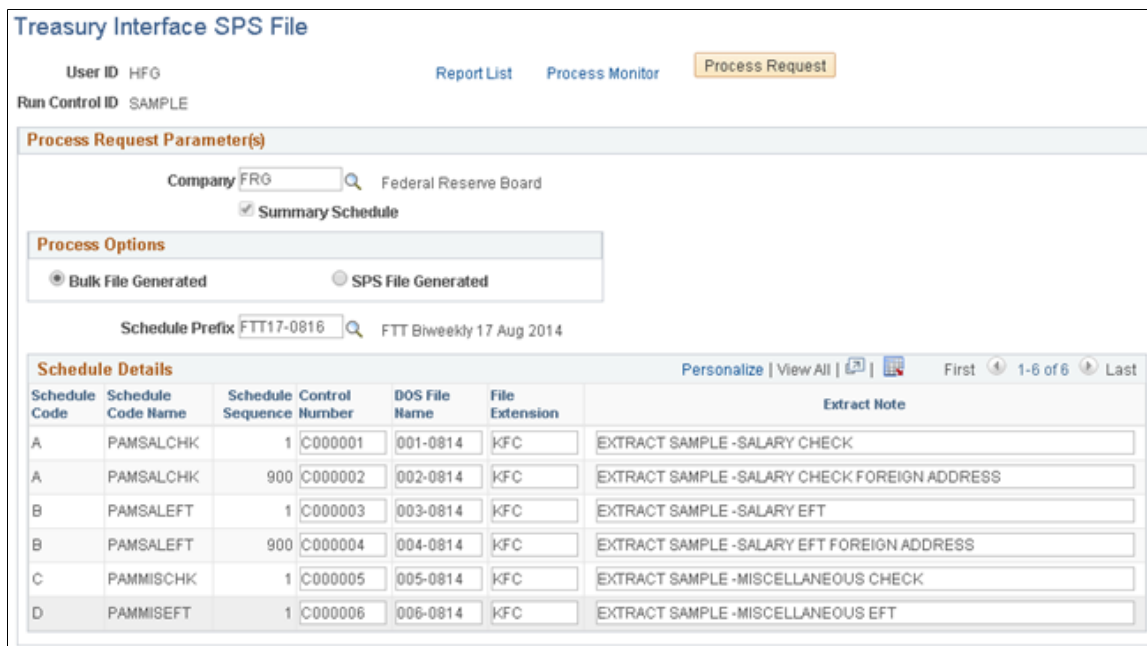 Treasury Interface SPS File
User ID HFG Report List Process Monitor Process Request
Run Control ID SAMPLE
Process Request Parameter(s)
Company FRG Federal Reserve Board
Summary Schedule
Process Options
Bulk File Generated SPS File Generated
Schedule Prefix FTT17-0816 FTT Biweekly 17 Aug 2014
Schedule Details Personalize | View All | | First 1-6 of 6 Last
Schedule Schedule Schedule Control DOS File File Extract Note
Code Code Name Sequence Number Name Extension
A PAMSALCHK 1 C000001 001-0814 KFC EXTRACT SAMPLE -SALARY CHECK
A PAMSALCHK 900 C000002 002-0814 KFC EXTRACT SAMPLE -SALARY CHECK FOREIGN ADDRESS
B PAMSALEFT 1 C000003 003-0814 KFC EXTRACT SAMPLE -SALARY EFT
B PAMSALEFT 900 C000004 004-0814 KFC EXTRACT SAMPLE -SALARY EFT FOREIGN ADDRESS
C PAMMISCHK 1 C000005 005-0814 KFC EXTRACT SAMPLE -MISCELLANEOUS CHECK
D PAMMISEFT 1 C000006 006-0814 KFC EXTRACT SAMPLE -MISCELLANEOUS EFT